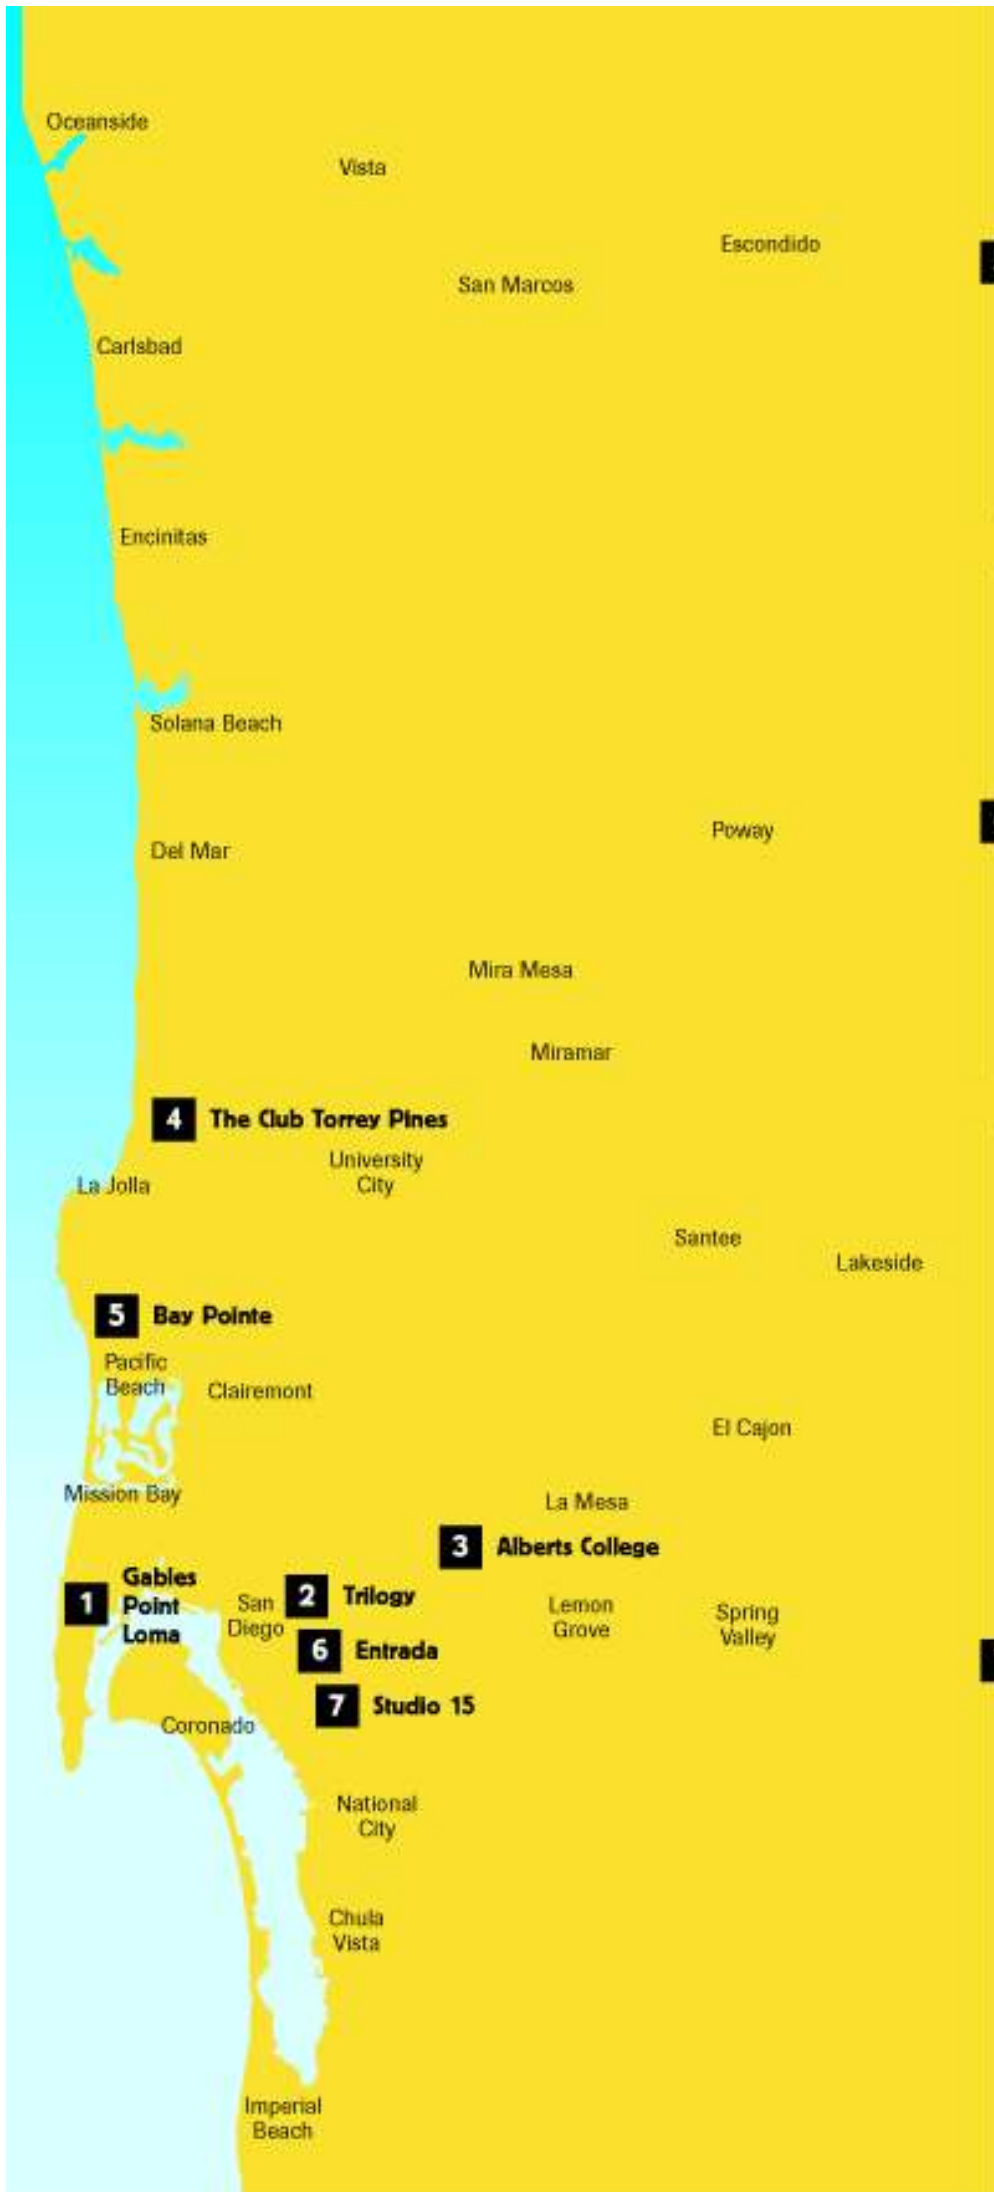 Oceanside
Vista
Escondido
San Marcos
Carlsbad
Encinitas
Solana Beach
Poway
Del Mar
Mira Mesa
Miramar
4 The Club Torrey Pines
University
City
La Jolla
Santee
Lakeside
5 Bay Pointe
Pacific
Beach
Clairemont
El Cajon
Mission Bay
La Mesa
3 Alberts College
1 Gables
Point
Loma
San
Diego
2 Trilogy
Lemon
Grove
Spring
Valley
6 Entrada
7 Studio 15
Coronado
National
City
Chula
Vista
Imperial
Beach